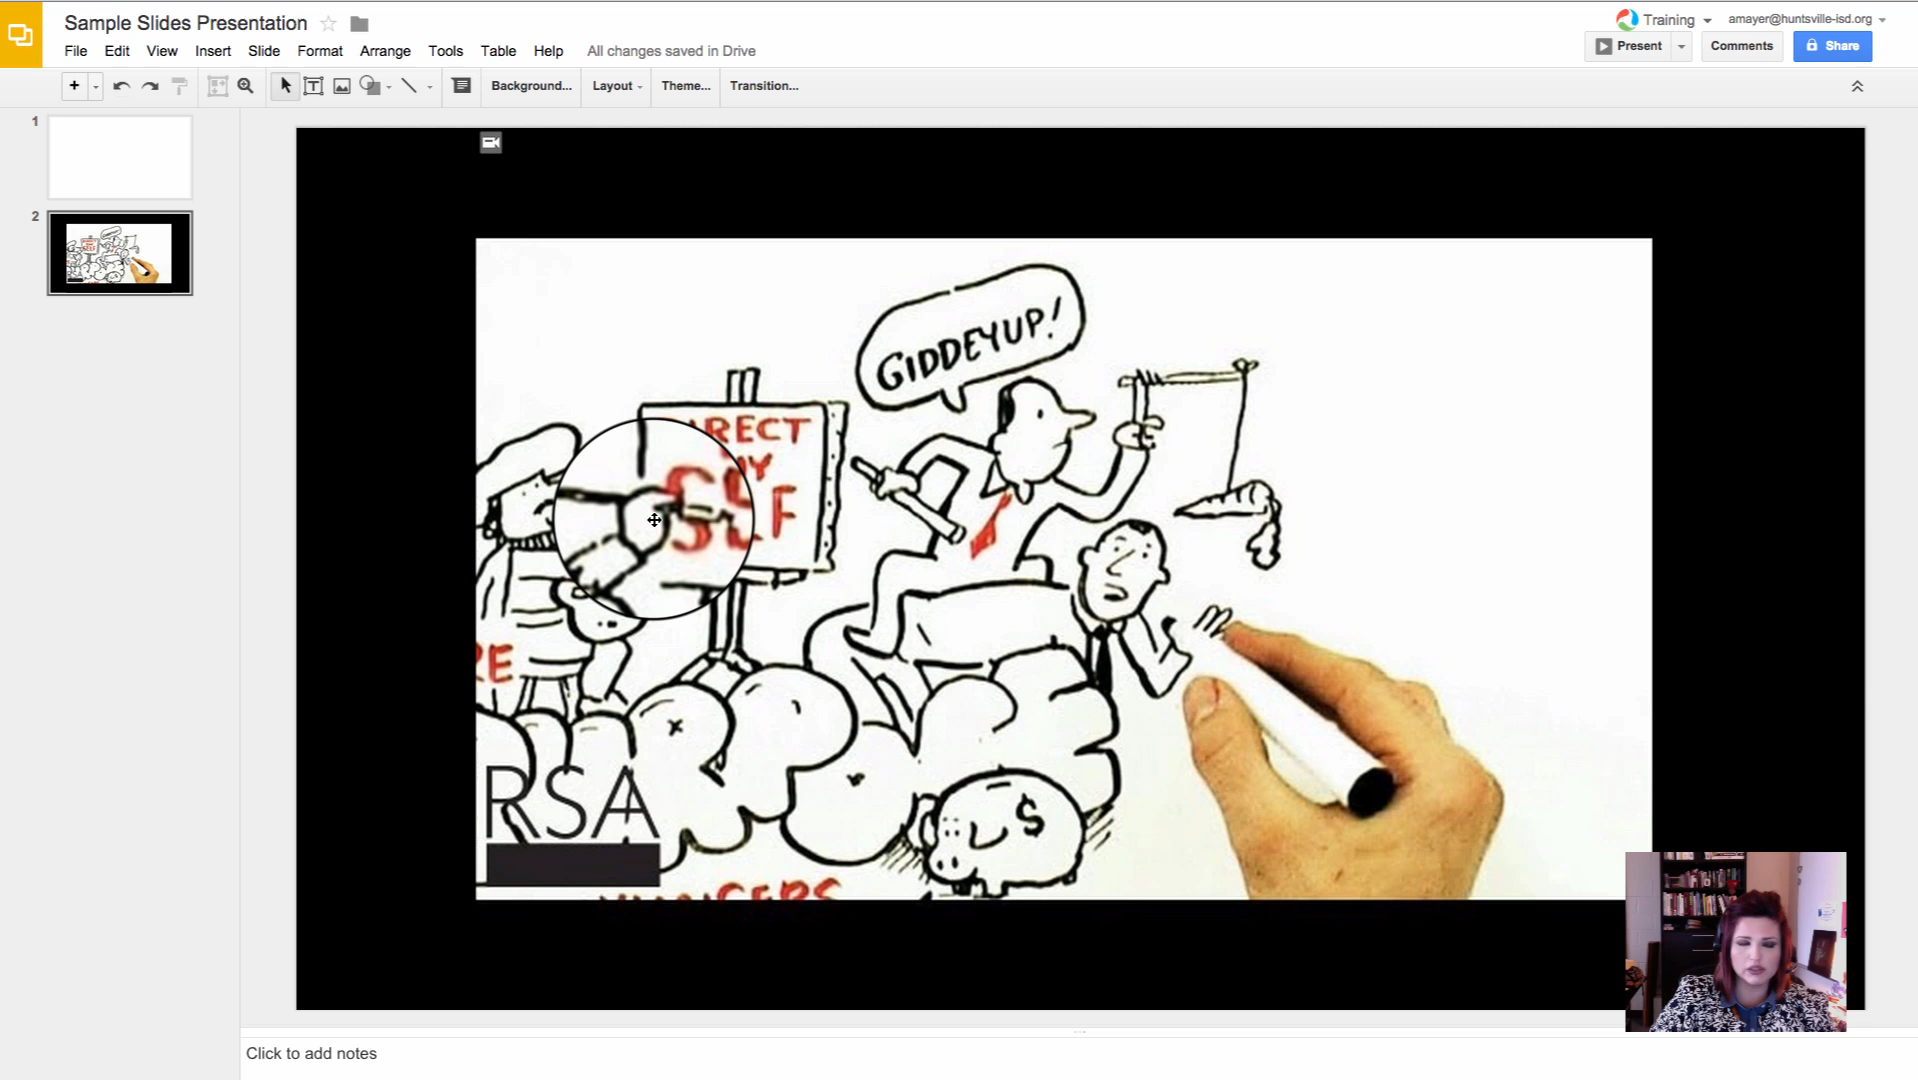 Sample Slides Presentation
Training
amayer@huntsville-isd.org
File Edit View Insert Slide Format Arrange Tools Table Help All changes saved in Drive
Present Comments Share
Background... Layout Theme... Transition...
1
2
GIDDEYUP!
RECT
SELF
RE
$
RSA
Click to add notes